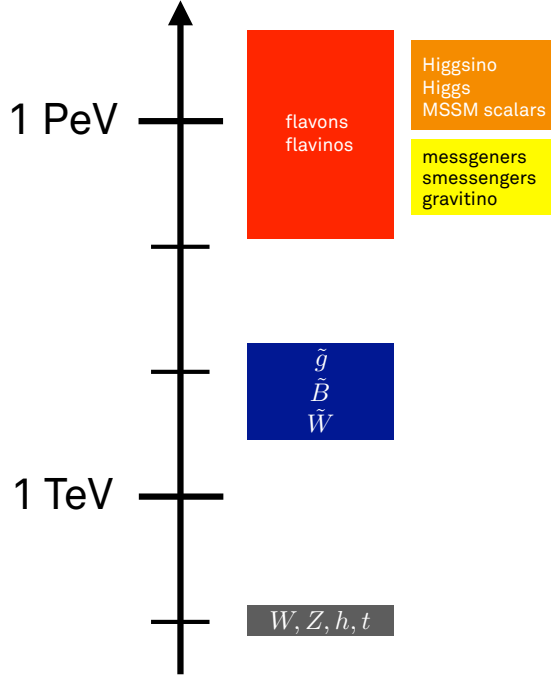 1 PeV
flavons
flavinos
Higgsino
Higgs
MSSM scalars
messgeners
smessengers
gravitino
g̃
B̃
W̃
1 TeV
W, Z, h, t